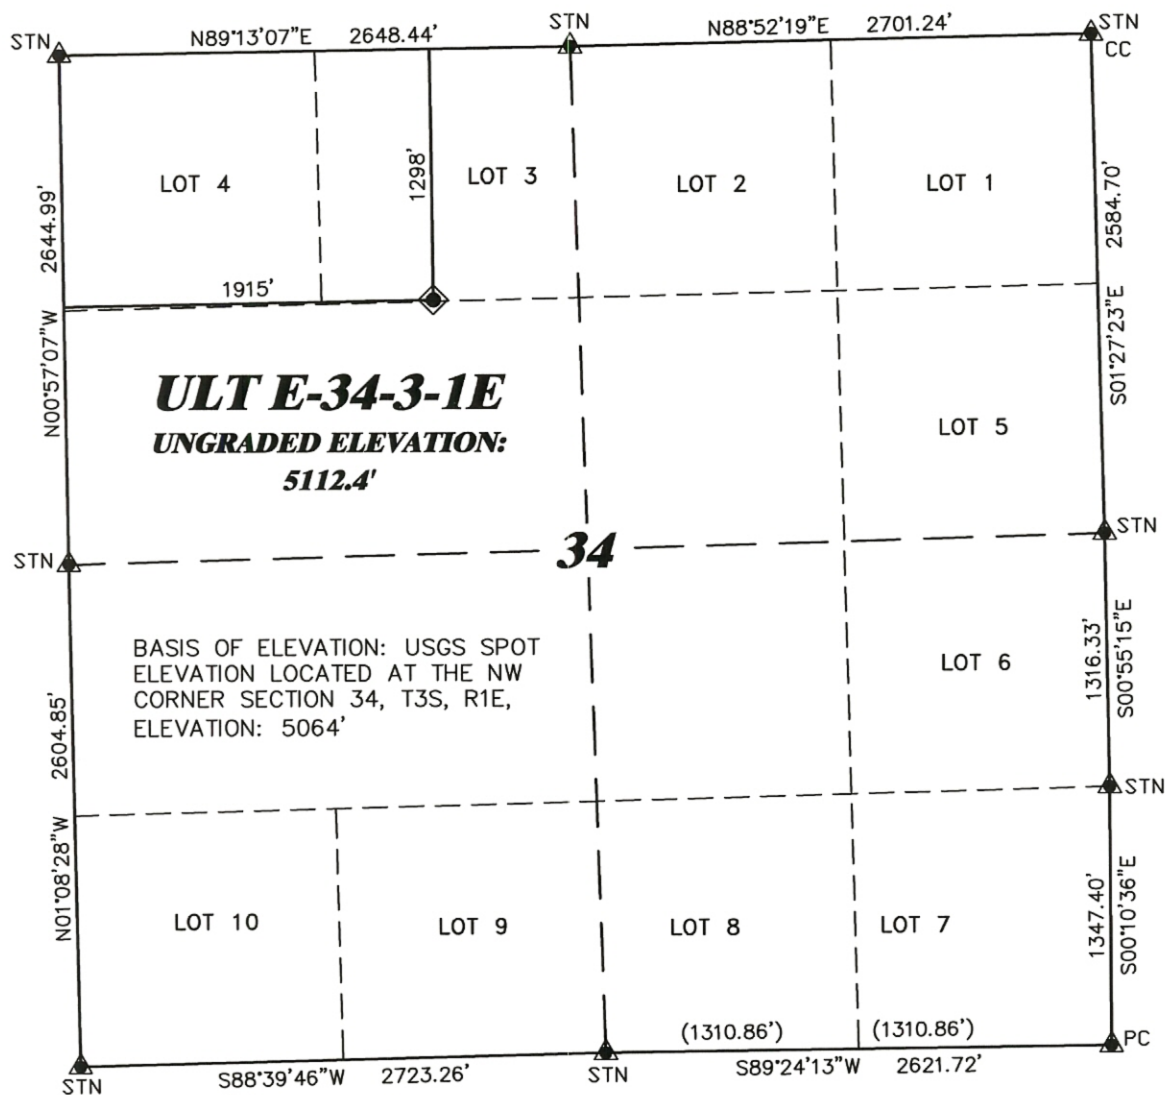 STN
N89°13'07"E 2648.44'
STN
N88°52'19"E 2701.24'
STN
CC
LOT 4
1298'
LOT 3
LOT 2
LOT 1
2644.99'
2584.70'
1915'
N00°57'07"W
S01°27'23"E
ULT E-34-3-1E
UNGRADED ELEVATION:
5112.4'
LOT 5
STN
34
STN
BASIS OF ELEVATION: USGS SPOT
ELEVATION LOCATED AT THE NW
CORNER SECTION 34, T3S, R1E,
ELEVATION: 5064'
LOT 6
1316.33'
S00°55'15"E
2604.85'
STN
N01°08'28"W
LOT 10
LOT 9
LOT 8
LOT 7
1347.40'
S00°10'36"E
(1310.86')
(1310.86')
PC
STN
S88°39'46"W 2723.26'
STN
S89°24'13"W 2621.72'